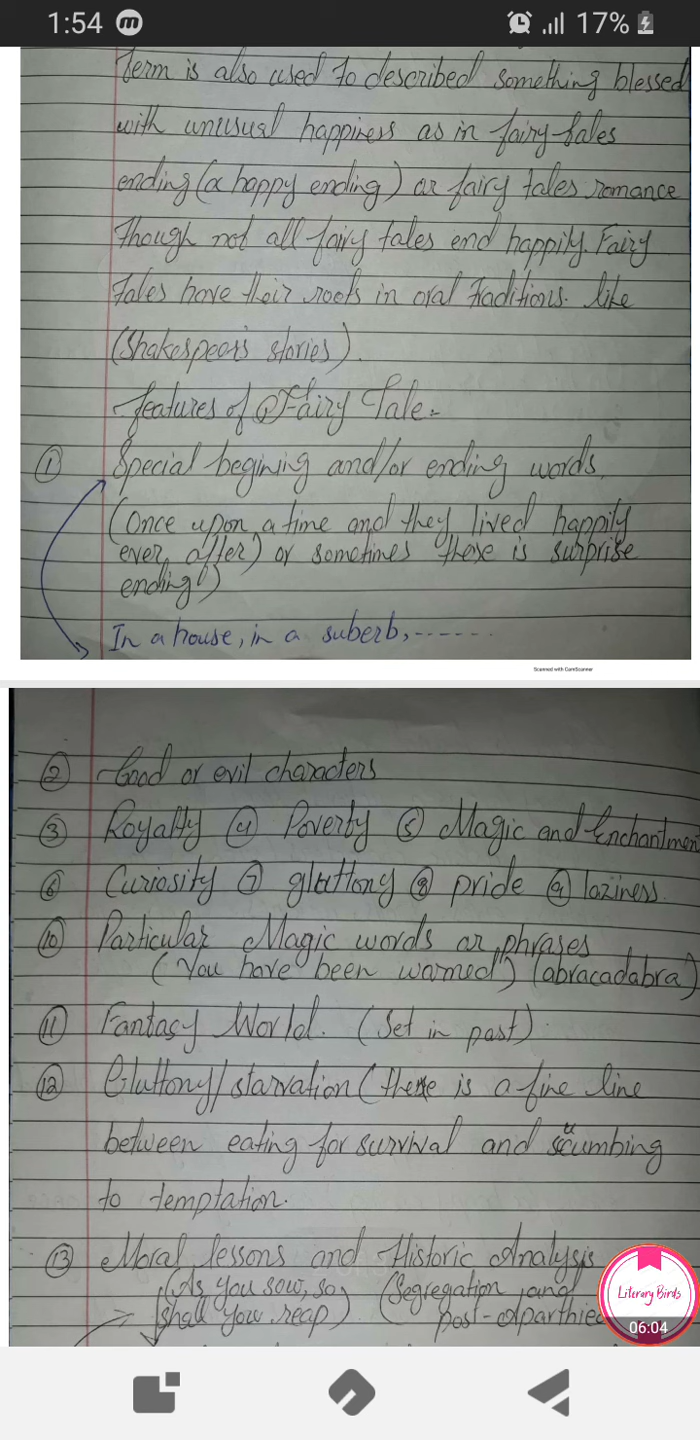 1:54 m 17%
Term is also used to described something blessed
with unusual happiness as in fairy-tales
ending (a happy ending) or fairy tales romance
Though not all fairy tales end happily. Fairy
Tales have their roots in oral traditions. like
(Shakespear's stories).
features of Fairy Tale-
① Special begining and/or ending words.
(Once upon a time and they lived happily
ever after) or sometimes there is surprise
ending!)
In a house, in a suberb,------
Scanned with CamScanner
② Good or evil characters
③ Royalty ④ Poverty ⑤ Magic and Enchantmen
⑥ Curiosity ⑦ gluttony ⑧ pride ⑨ laziness.
⑩ Particular Magic words or phrases
(You have been warned) (abracadabra)
⑪ Fantasy World. (Set in past)
⑫ Gluttony/starvation (there is a fine line
between eating for survival and scumbing
to temptation.
⑬ Moral lessons and Historic Analysis
(As you sow, so (Segregation and
shall you reap) post-Aparthied
Literary Birds
06:04